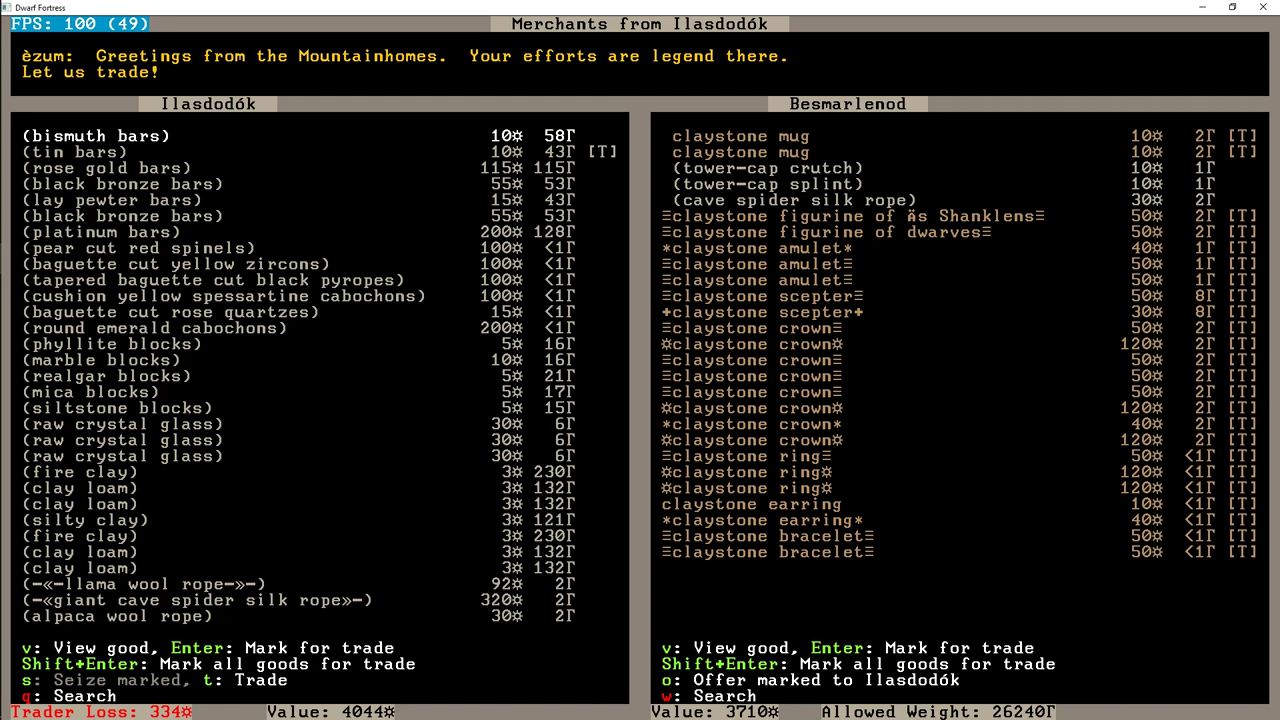 Dwarf Fortress
FPS: 100 (49)
Merchants from Ilasdodók
èzum:  Greetings from the Mountainhomes.  Your efforts are legend there.
Let us trade!
Ilasdodók
(bismuth bars) 10☼ 58Γ
(tin bars) 10☼ 43Γ [T]
(rose gold bars) 115☼ 115Γ
(black bronze bars) 55☼ 53Γ
(lay pewter bars) 15☼ 43Γ
(black bronze bars) 55☼ 53Γ
(platinum bars) 200☼ 128Γ
(pear cut red spinels) 100☼ <1Γ
(baguette cut yellow zircons) 100☼ <1Γ
(tapered baguette cut black pyropes) 100☼ <1Γ
(cushion yellow spessartine cabochons) 100☼ <1Γ
(baguette cut rose quartzes) 15☼ <1Γ
(round emerald cabochons) 200☼ <1Γ
(phyllite blocks) 5☼ 16Γ
(marble blocks) 10☼ 16Γ
(realgar blocks) 5☼ 21Γ
(mica blocks) 5☼ 17Γ
(siltstone blocks) 5☼ 15Γ
(raw crystal glass) 30☼ 6Γ
(raw crystal glass) 30☼ 6Γ
(raw crystal glass) 30☼ 6Γ
(fire clay) 3☼ 230Γ
(clay loam) 3☼ 132Γ
(clay loam) 3☼ 132Γ
(silty clay) 3☼ 121Γ
(fire clay) 3☼ 230Γ
(clay loam) 3☼ 132Γ
(clay loam) 3☼ 132Γ
(-«-llama wool rope-»-) 92☼ 2Γ
(-«giant cave spider silk rope»-) 320☼ 2Γ
(alpaca wool rope) 30☼ 2Γ
v: View good, Enter: Mark for trade
Shift+Enter: Mark all goods for trade
s: Seize marked, t: Trade
q: Search
Trader Loss: 334☼ Value: 4044☼
Besmarlenod
claystone mug 10☼ 2Γ [T]
claystone mug 10☼ 2Γ [T]
(tower-cap crutch) 10☼ 1Γ
(tower-cap splint) 10☼ 1Γ
(cave spider silk rope) 30☼ 2Γ
≡claystone figurine of äs Shanklens≡ 50☼ 2Γ [T]
≡claystone figurine of dwarves≡ 50☼ 2Γ [T]
*claystone amulet* 40☼ 1Γ [T]
≡claystone amulet≡ 50☼ 1Γ [T]
≡claystone amulet≡ 50☼ 1Γ [T]
≡claystone scepter≡ 50☼ 8Γ [T]
+claystone scepter+ 30☼ 8Γ [T]
≡claystone crown≡ 50☼ 2Γ [T]
☼claystone crown☼ 120☼ 2Γ [T]
≡claystone crown≡ 50☼ 2Γ [T]
≡claystone crown≡ 50☼ 2Γ [T]
≡claystone crown≡ 50☼ 2Γ [T]
☼claystone crown☼ 120☼ 2Γ [T]
*claystone crown* 40☼ 2Γ [T]
☼claystone crown☼ 120☼ 2Γ [T]
≡claystone ring≡ 50☼ <1Γ [T]
☼claystone ring☼ 120☼ <1Γ [T]
☼claystone ring☼ 120☼ <1Γ [T]
claystone earring 10☼ <1Γ [T]
*claystone earring* 40☼ <1Γ [T]
≡claystone bracelet≡ 50☼ <1Γ [T]
≡claystone bracelet≡ 50☼ <1Γ [T]
v: View good, Enter: Mark for trade
Shift+Enter: Mark all goods for trade
o: Offer marked to Ilasdodók
w: Search
Value: 3710☼ Allowed Weight: 26240Γ